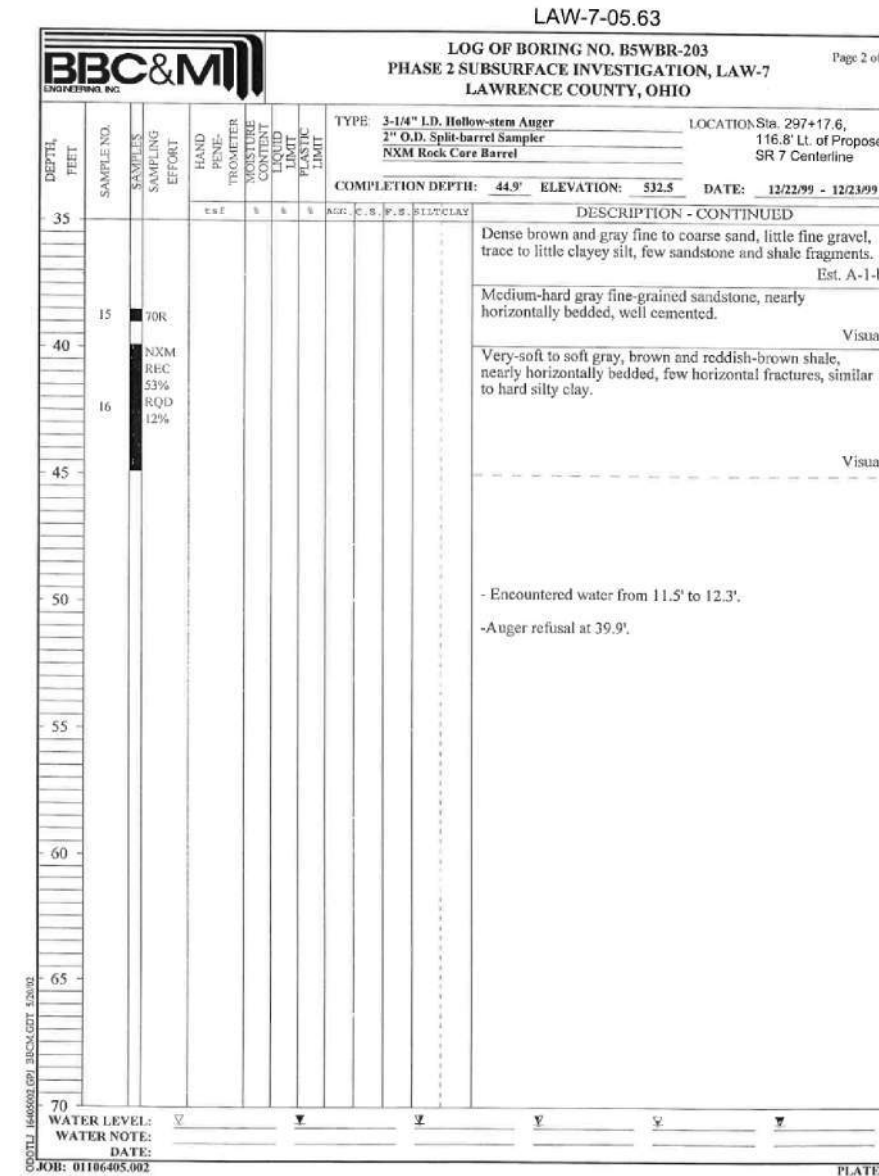 LAW-7-05.63
BBC&M
ENGINEERING, INC.
LOG OF BORING NO. B5WBR-203
PHASE 2 SUBSURFACE INVESTIGATION, LAW-7
LAWRENCE COUNTY, OHIO
Page 2 of
DEPTH, FEET
SAMPLE NO.
SAMPLES
SAMPLING EFFORT
HAND PENE-TROMETER
MOISTURE CONTENT
LIQUID LIMIT
PLASTIC LIMIT
TYPE: 3-1/4" I.D. Hollow-stem Auger
2" O.D. Split-barrel Sampler
NXM Rock Core Barrel
LOCATION Sta. 297+17.6,
116.8' Lt. of Propose
SR 7 Centerline
COMPLETION DEPTH: 44.9' ELEVATION: 532.5 DATE: 12/22/99 - 12/23/99
tsf % % % AGG. C.S. F.S. SILT CLAY DESCRIPTION - CONTINUED
35
Dense brown and gray fine to coarse sand, little fine gravel,
trace to little clayey silt, few sandstone and shale fragments.
Est. A-1-b
Medium-hard gray fine-grained sandstone, nearly
horizontally bedded, well cemented.
15 70R
Visua
40
NXM
REC
53%
RQD
12%
16
Very-soft to soft gray, brown and reddish-brown shale,
nearly horizontally bedded, few horizontal fractures, similar
to hard silty clay.
Visua
45
50
- Encountered water from 11.5' to 12.3'.
-Auger refusal at 39.9'.
55
60
65
70
WATER LEVEL:
WATER NOTE:
DATE:
ODOTLJ 16405002.GPJ BBCM.GDT 5/20/02
JOB: 01106405.002
PLATE